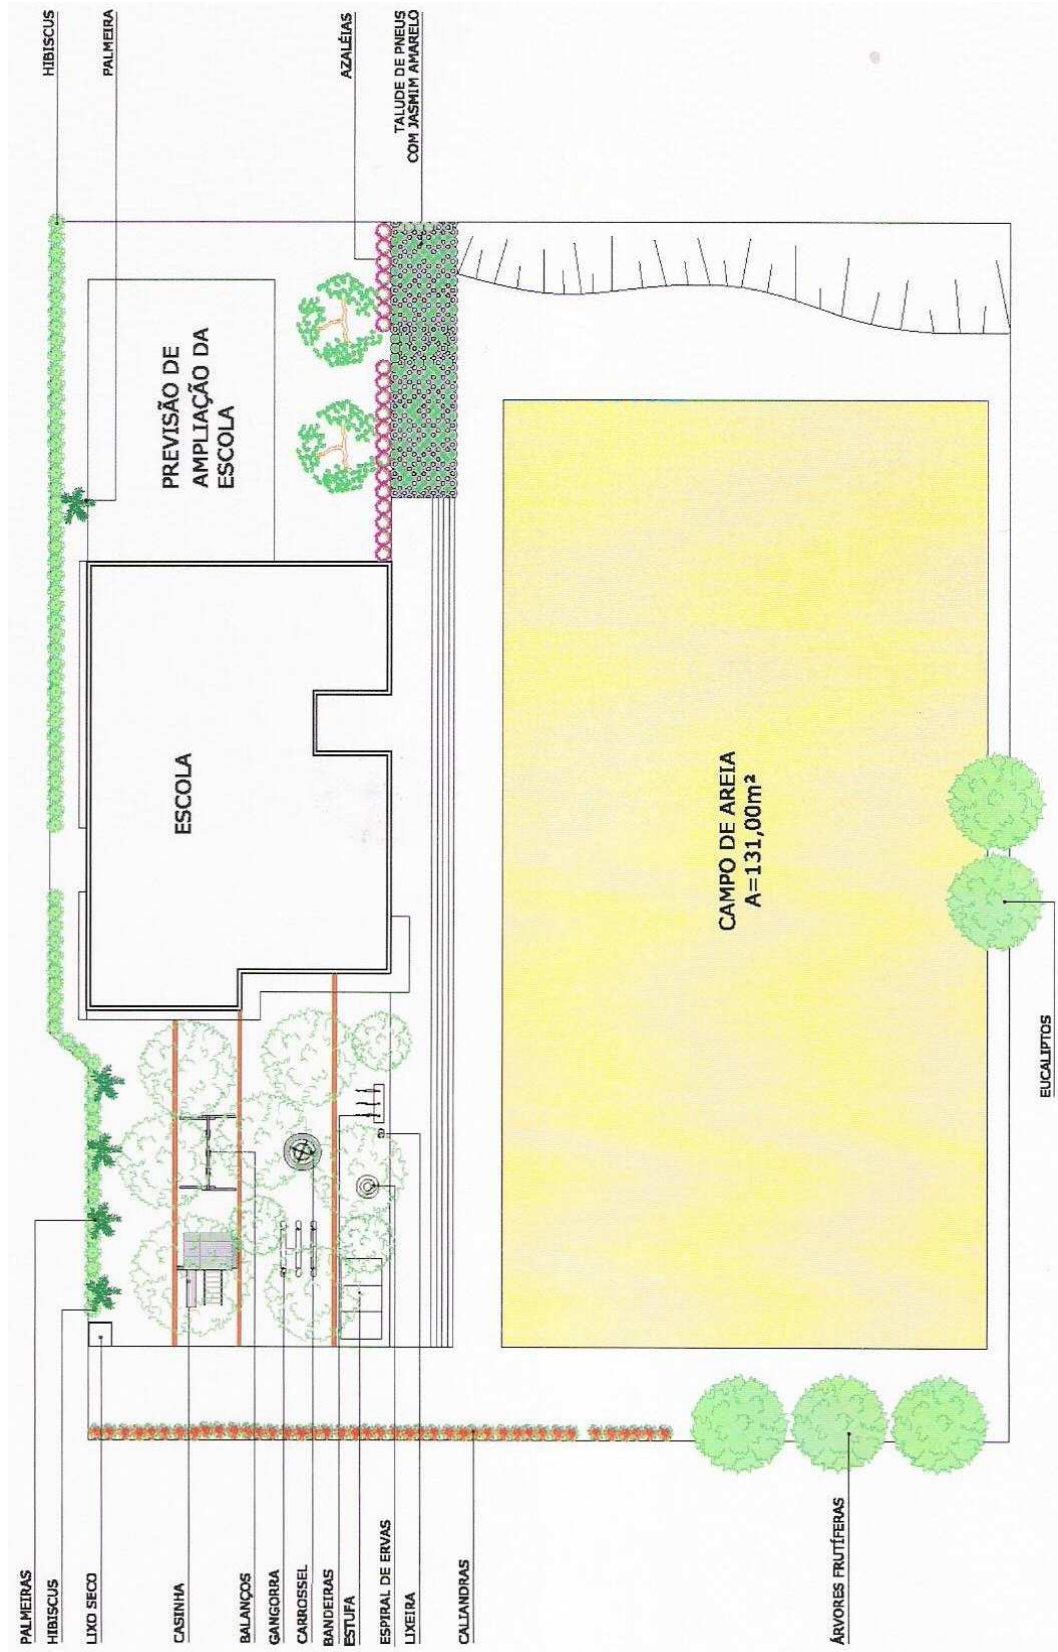 HIBISCUS
PALMEIRA
AZALÉIAS
TALUDE DE PNEUS
COM JASMIM AMARELO
PREVISÃO DE
AMPLIAÇÃO DA
ESCOLA
ESCOLA
CAMPO DE AREIA
A=131,00m²
EUCALIPTOS
PALMEIRAS
HIBISCUS
LIXO SECO
CASINHA
BALANÇOS
GANGORRA
CARROSSEL
BANDEIRAS
ESTUFA
ESPIRAL DE ERVAS
LIXEIRA
CALIANDRAS
ÁRVORES FRUTÍFERAS